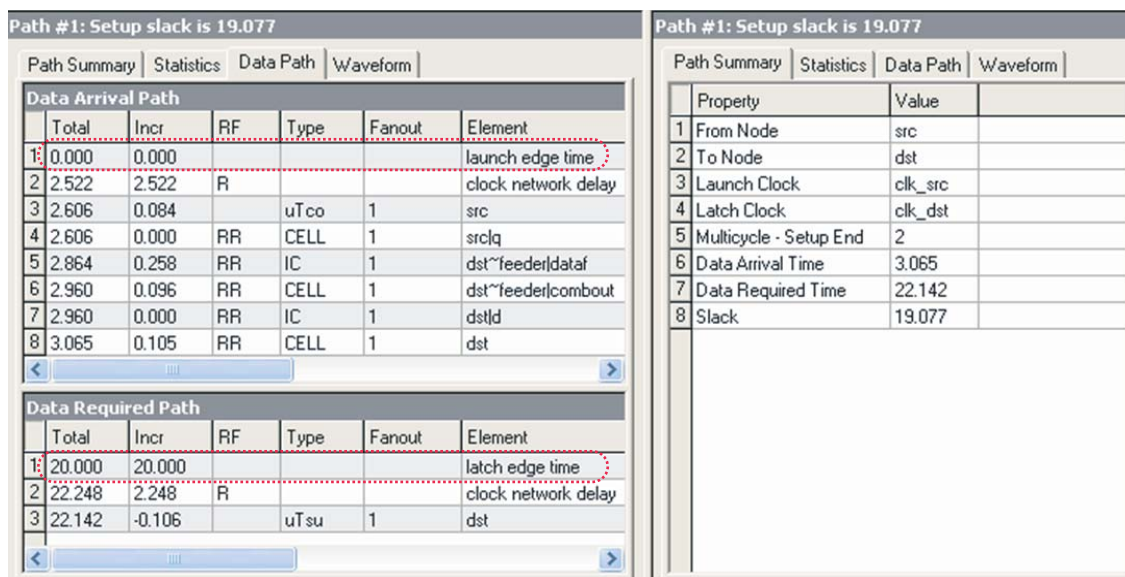 Path #1: Setup slack is 19.077
Path Summary Statistics Data Path Waveform
Data Arrival Path
Total Incr RF Type Fanout Element
1 0.000 0.000 launch edge time
2 2.522 2.522 R clock network delay
3 2.606 0.084 uTco 1 src
4 2.606 0.000 RR CELL 1 src|q
5 2.864 0.258 RR IC 1 dst~feeder|dataf
6 2.960 0.096 RR CELL 1 dst~feeder|combout
7 2.960 0.000 RR IC 1 dst|d
8 3.065 0.105 RR CELL 1 dst
Data Required Path
Total Incr RF Type Fanout Element
1 20.000 20.000 latch edge time
2 22.248 2.248 R clock network delay
3 22.142 -0.106 uTsu 1 dst
Path #1: Setup slack is 19.077
Path Summary Statistics Data Path Waveform
Property Value
1 From Node src
2 To Node dst
3 Launch Clock clk_src
4 Latch Clock clk_dst
5 Multicycle - Setup End 2
6 Data Arrival Time 3.065
7 Data Required Time 22.142
8 Slack 19.077